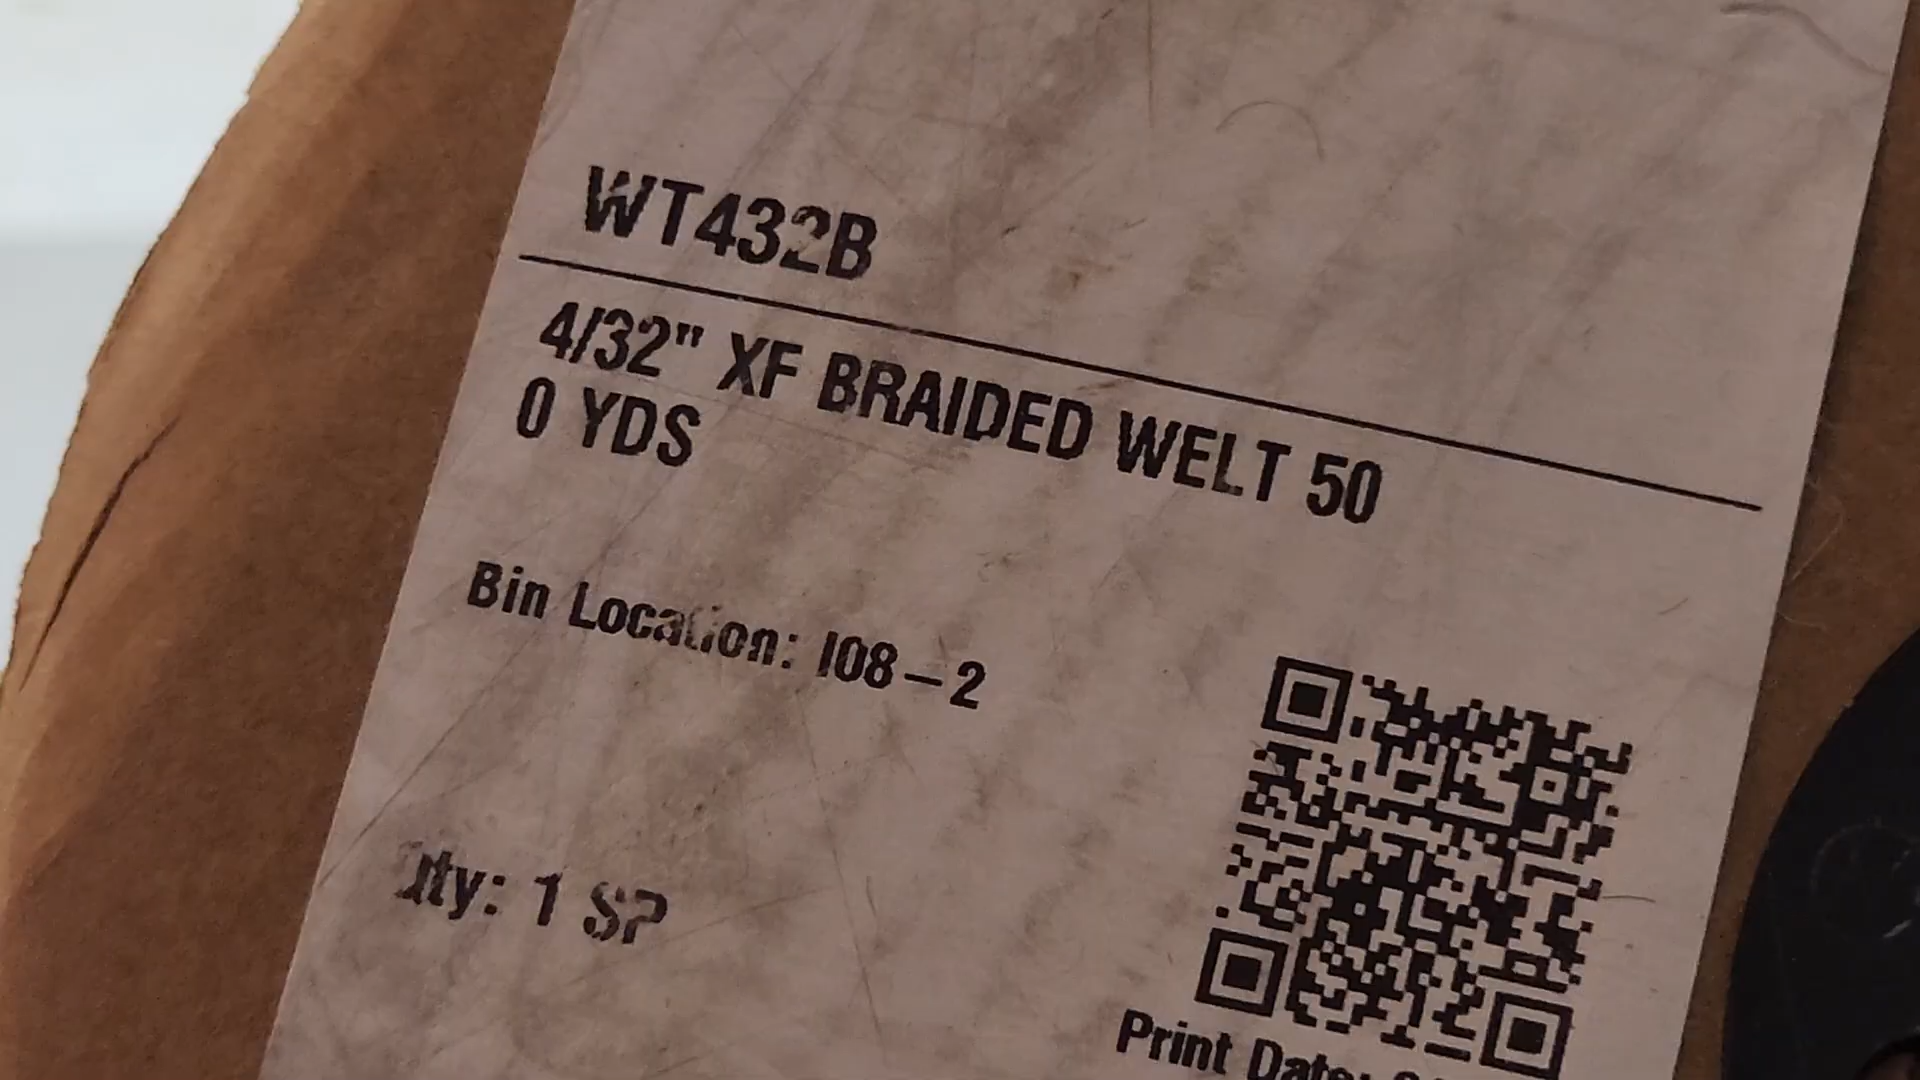 WT432B
4/32" XF BRAIDED WELT 50
0 YDS
Bin Location: I08-2
Qty: 1 SP
Print Date: